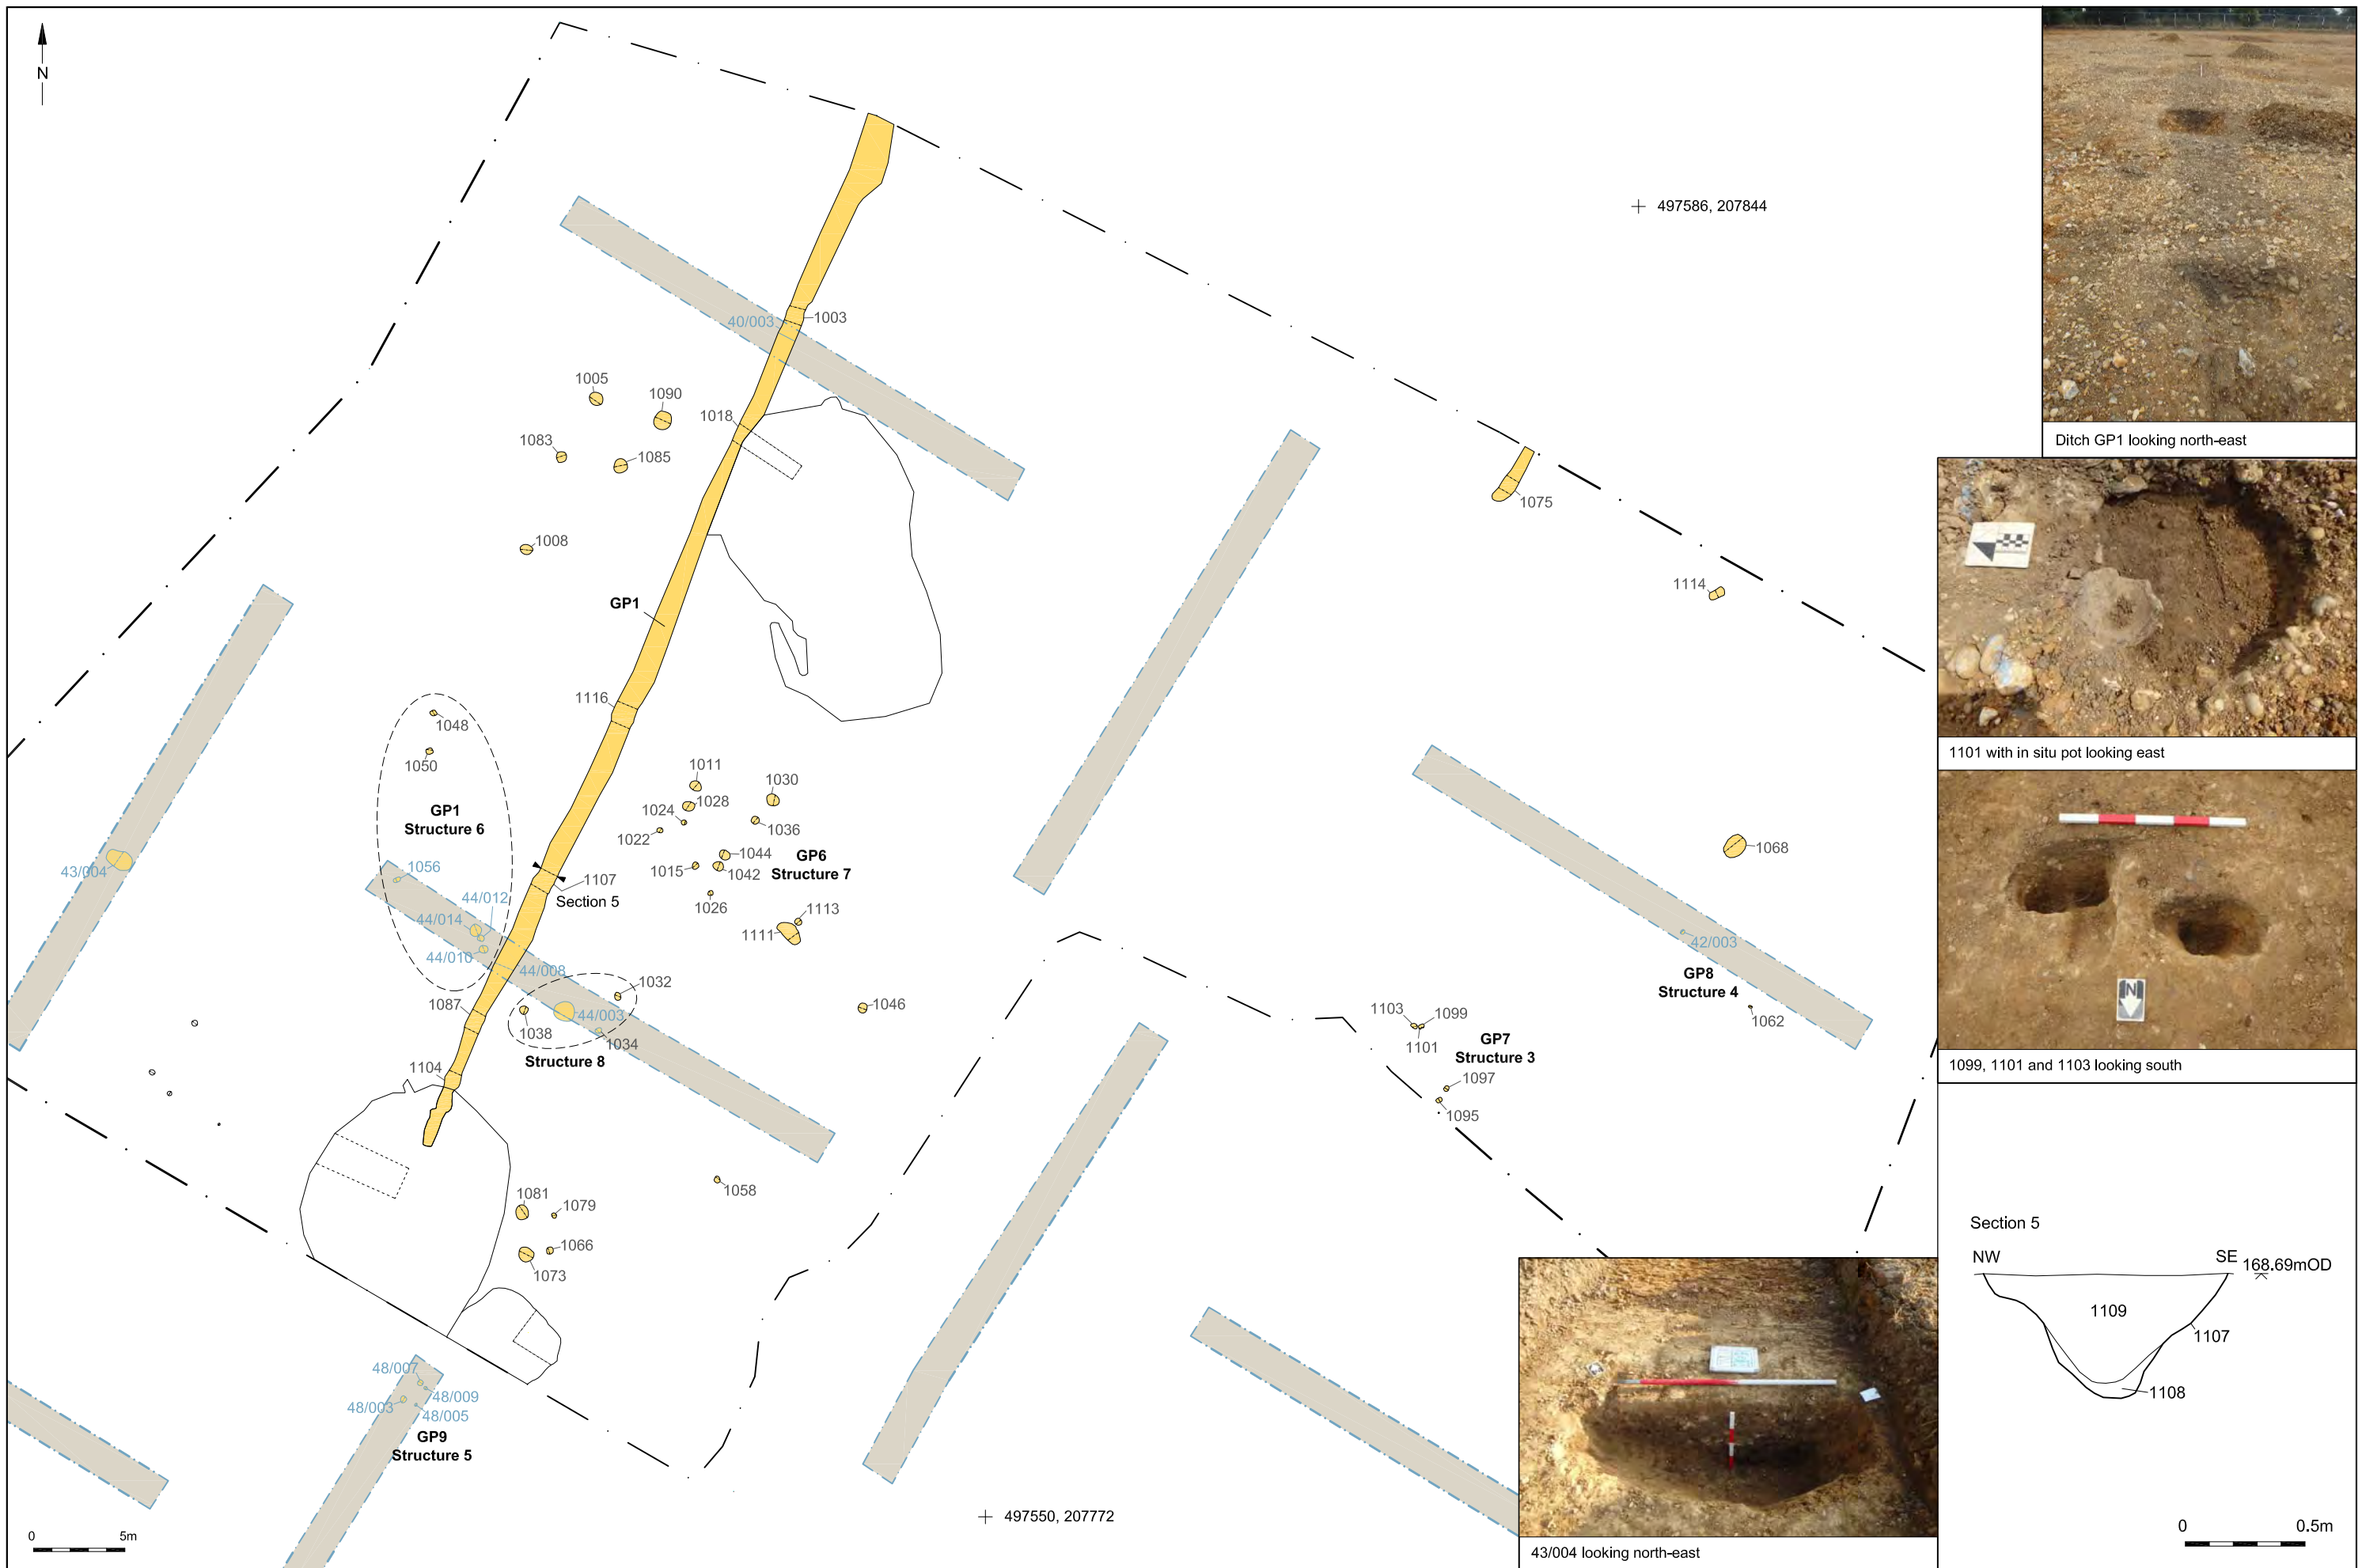 N
497586, 207844
40/003
1003
1005
1090
1018
1083
1085
1008
GP1
1075
1114
1116
1048
1050
GP1
Structure 6
1011
1030
1024
1028
1022
1036
1044
1015
1042
GP6
Structure 7
1026
1113
1111
43/004
1056
44/012
44/014
44/010
44/008
1107
Section 5
1068
42/003
GP8
Structure 4
1062
1087
1032
1038
44/003
1034
Structure 8
1046
1103
1099
1101
GP7
Structure 3
1097
1095
1104
1058
1081
1079
1066
1073
48/007
48/009
48/003
48/005
GP9
Structure 5
497550, 207772
0 5m
Ditch GP1 looking north-east
1101 with in situ pot looking east
N
1099, 1101 and 1103 looking south
43/004 looking north-east
Section 5
NW
SE
168.69mOD
1109
1107
1108
0 0.5m